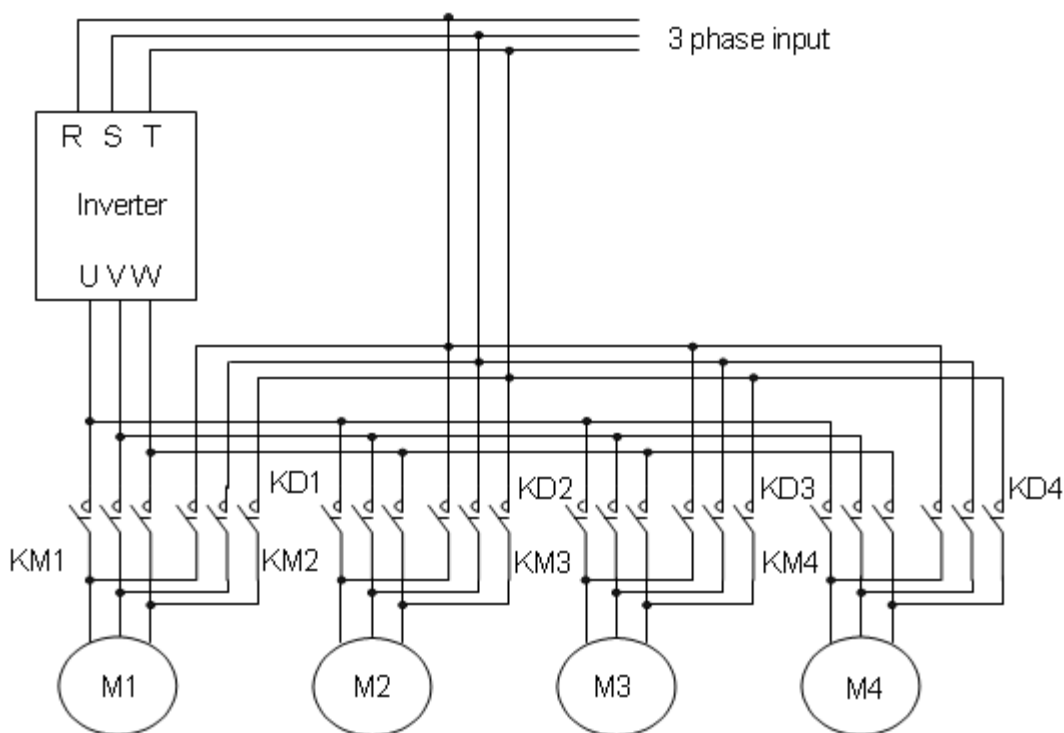 3 phase input
R S T
Inverter
U V W
KD1
KD2
KD3
KD4
KM1
KM2
KM3
KM4
M1
M2
M3
M4